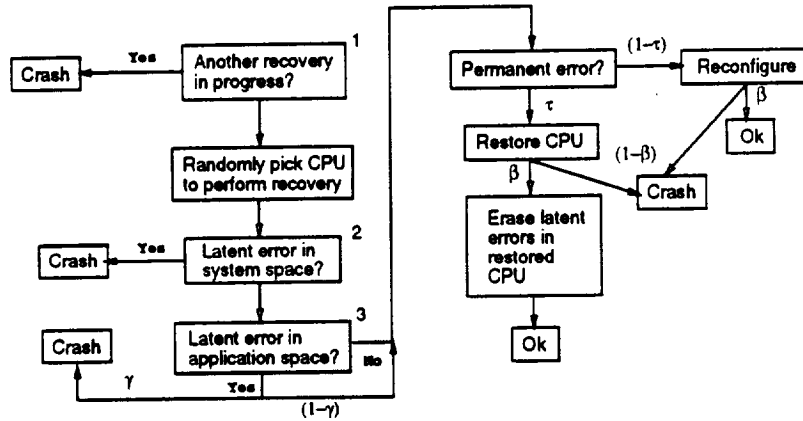 1
Yes
Crash
Another recovery
in progress?
Randomly pick CPU
to perform recovery
2
Yes
Crash
Latent error in
system space?
3
Crash
Latent error in
application space?
No
γ
Yes
(1-γ)
Permanent error?
(1-τ)
Reconfigure
τ
β
Restore CPU
(1-β)
Ok
β
Crash
Erase latent
errors in
restored
CPU
Ok